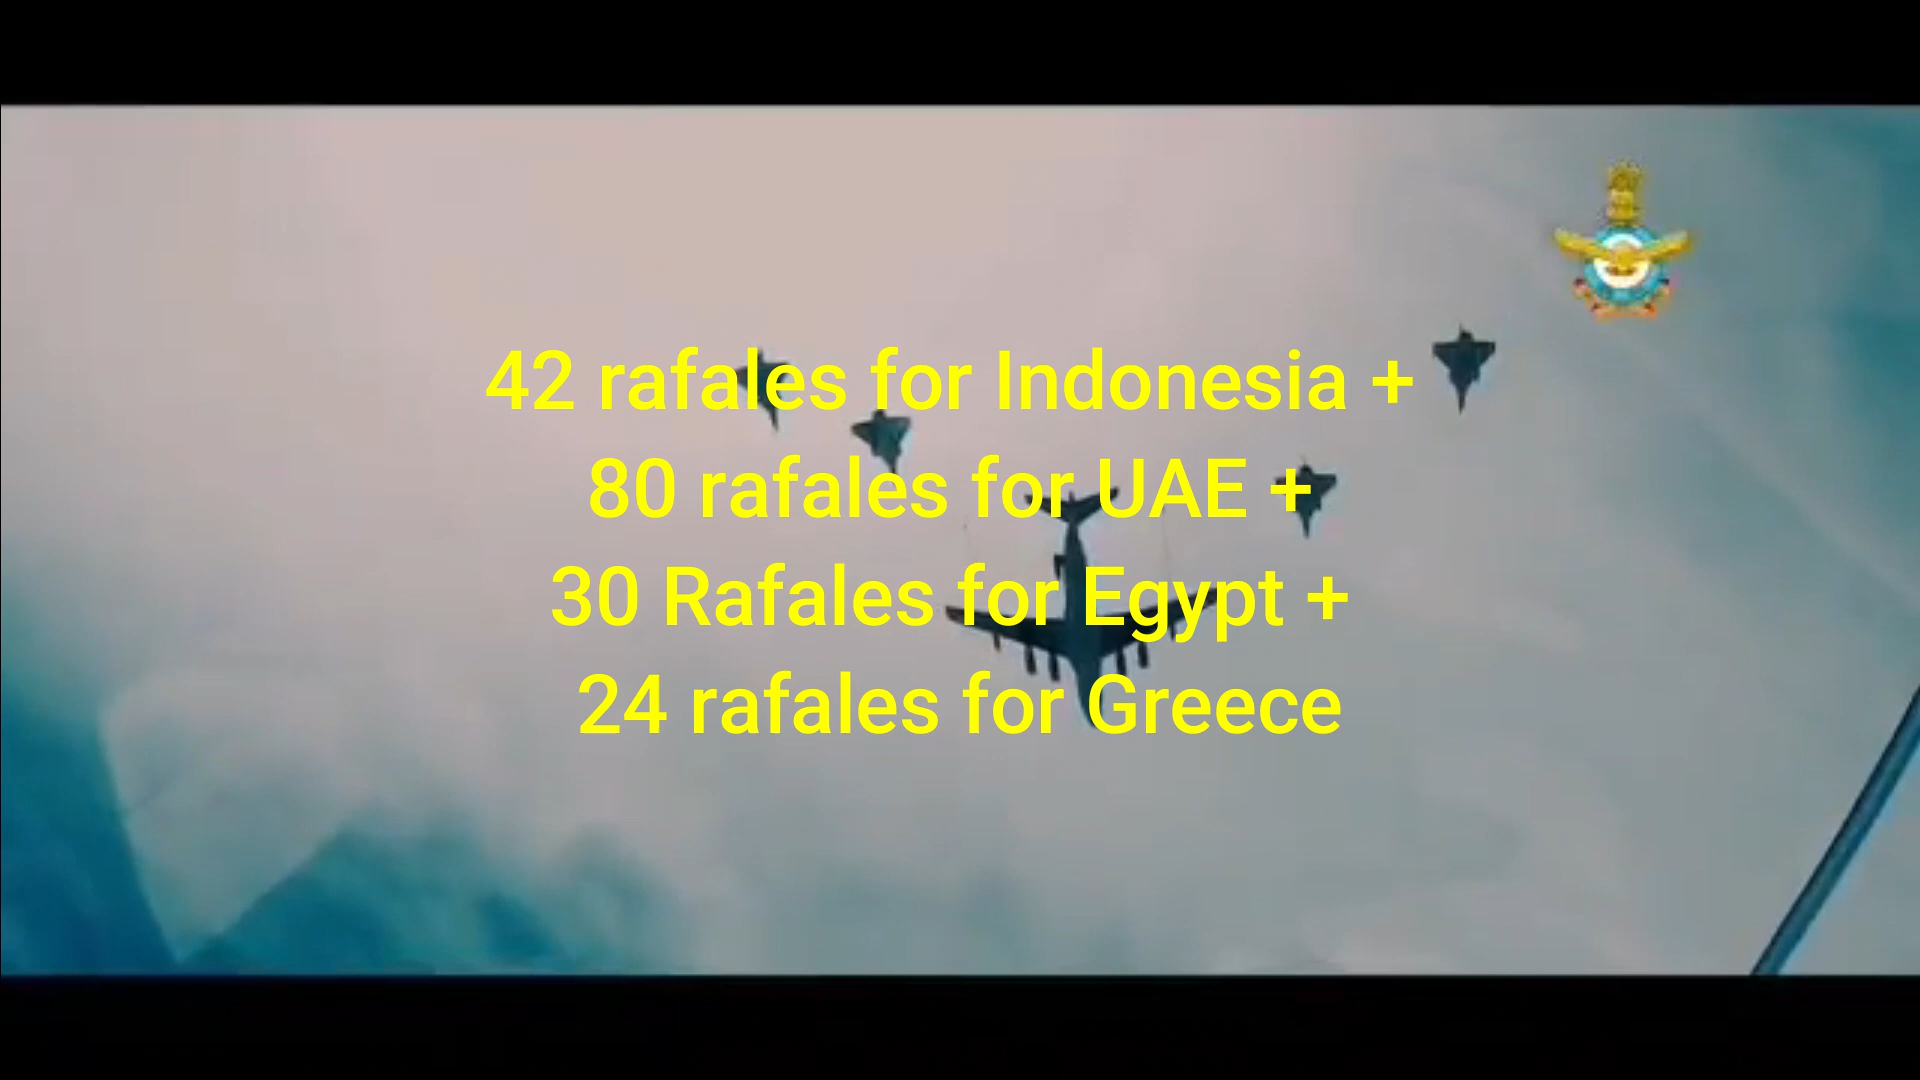 42 rafales for Indonesia +
80 rafales for UAE +
30 Rafales for Egypt +
24 rafales for Greece